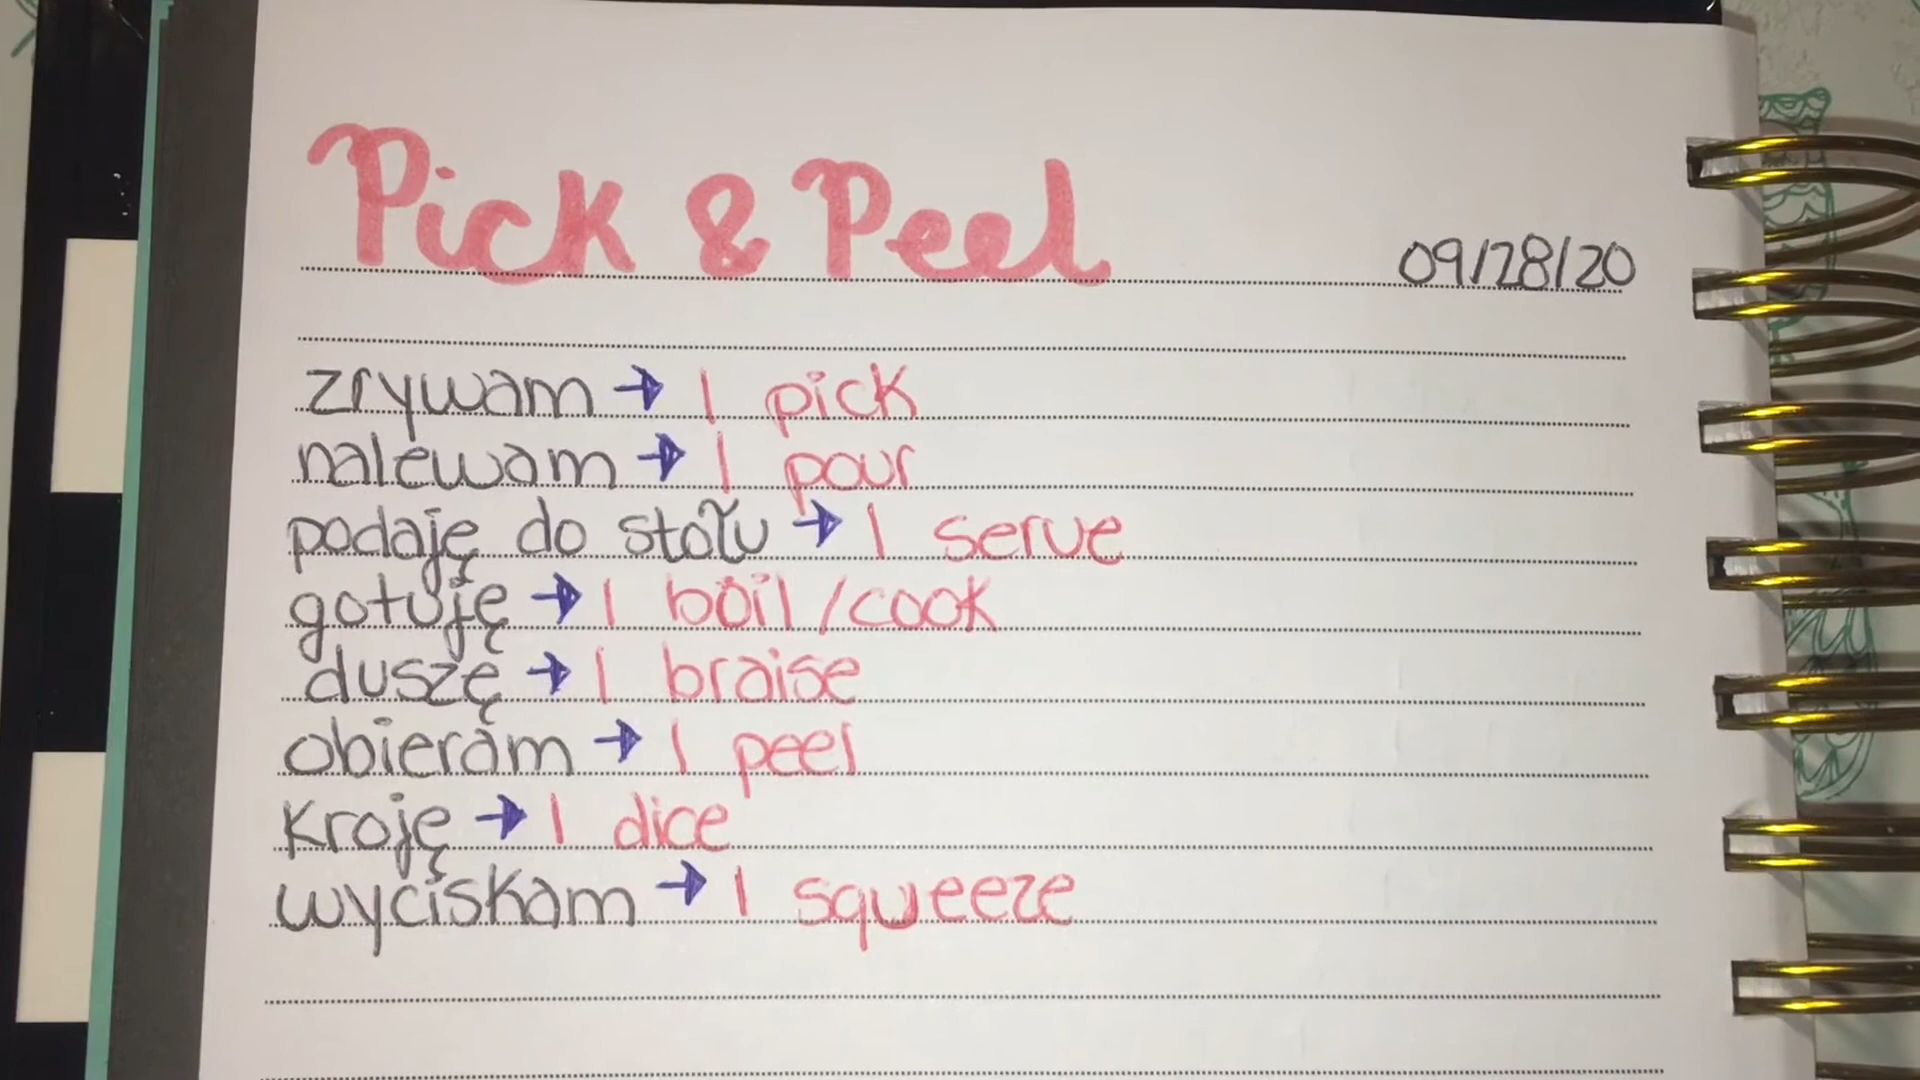 Pick & Peel
09/28/20
zrywam → I pick
nalewam → I pour
podaję do stołu → I serve
gotuję → I boil/cook
duszę → I braise
obieram → I peel
kroję → I dice
wyciskam → I squeeze